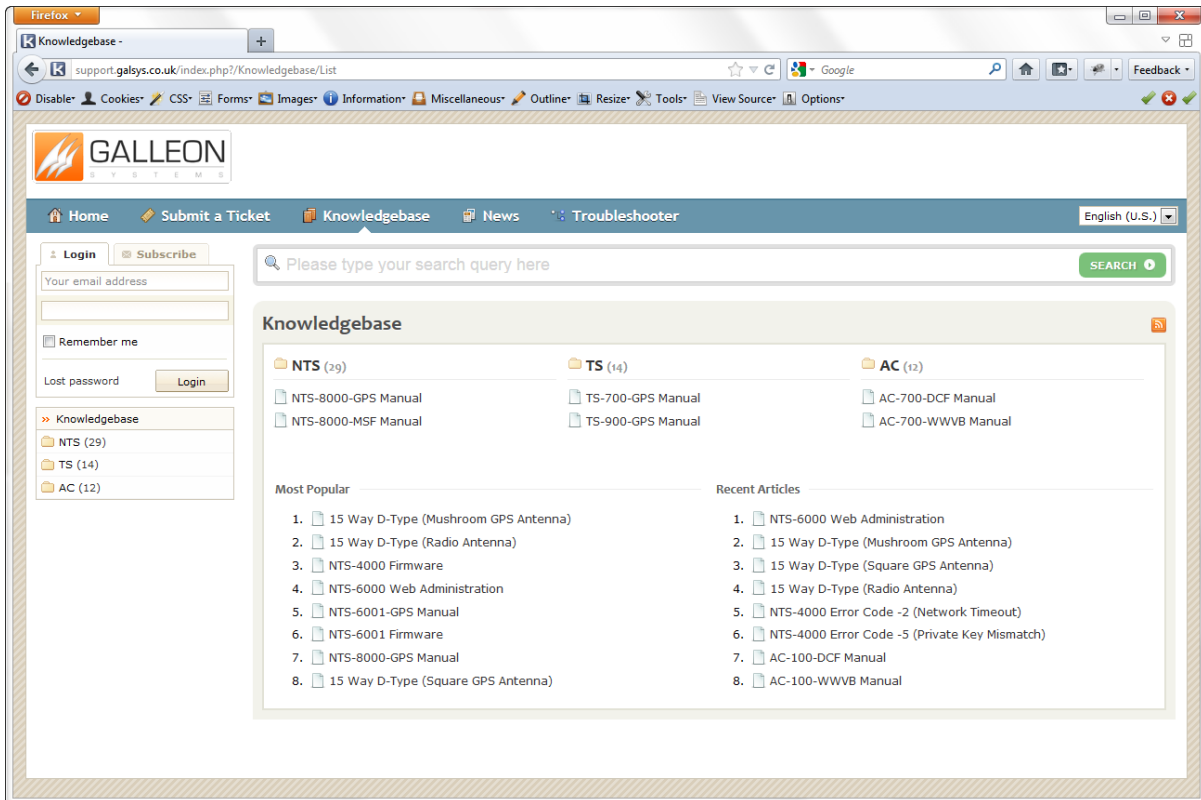 Firefox
Knowledgebase -
support.galsys.co.uk/index.php?/Knowledgebase/List
Google
Feedback
Disable Cookies CSS Forms Images Information Miscellaneous Outline Resize Tools View Source Options
GALLEON
SYSTEMS
Home Submit a Ticket Knowledgebase News Troubleshooter English (U.S.)
Login Subscribe
Your email address
Remember me
Lost password Login
» Knowledgebase
NTS (29)
TS (14)
AC (12)
Please type your search query here SEARCH
Knowledgebase
NTS (29) TS (14) AC (12)
NTS-8000-GPS Manual TS-700-GPS Manual AC-700-DCF Manual
NTS-8000-MSF Manual TS-900-GPS Manual AC-700-WWVB Manual
Most Popular
1. 15 Way D-Type (Mushroom GPS Antenna)
2. 15 Way D-Type (Radio Antenna)
3. NTS-4000 Firmware
4. NTS-6000 Web Administration
5. NTS-6001-GPS Manual
6. NTS-6001 Firmware
7. NTS-8000-GPS Manual
8. 15 Way D-Type (Square GPS Antenna)
Recent Articles
1. NTS-6000 Web Administration
2. 15 Way D-Type (Mushroom GPS Antenna)
3. 15 Way D-Type (Square GPS Antenna)
4. 15 Way D-Type (Radio Antenna)
5. NTS-4000 Error Code -2 (Network Timeout)
6. NTS-4000 Error Code -5 (Private Key Mismatch)
7. AC-100-DCF Manual
8. AC-100-WWVB Manual